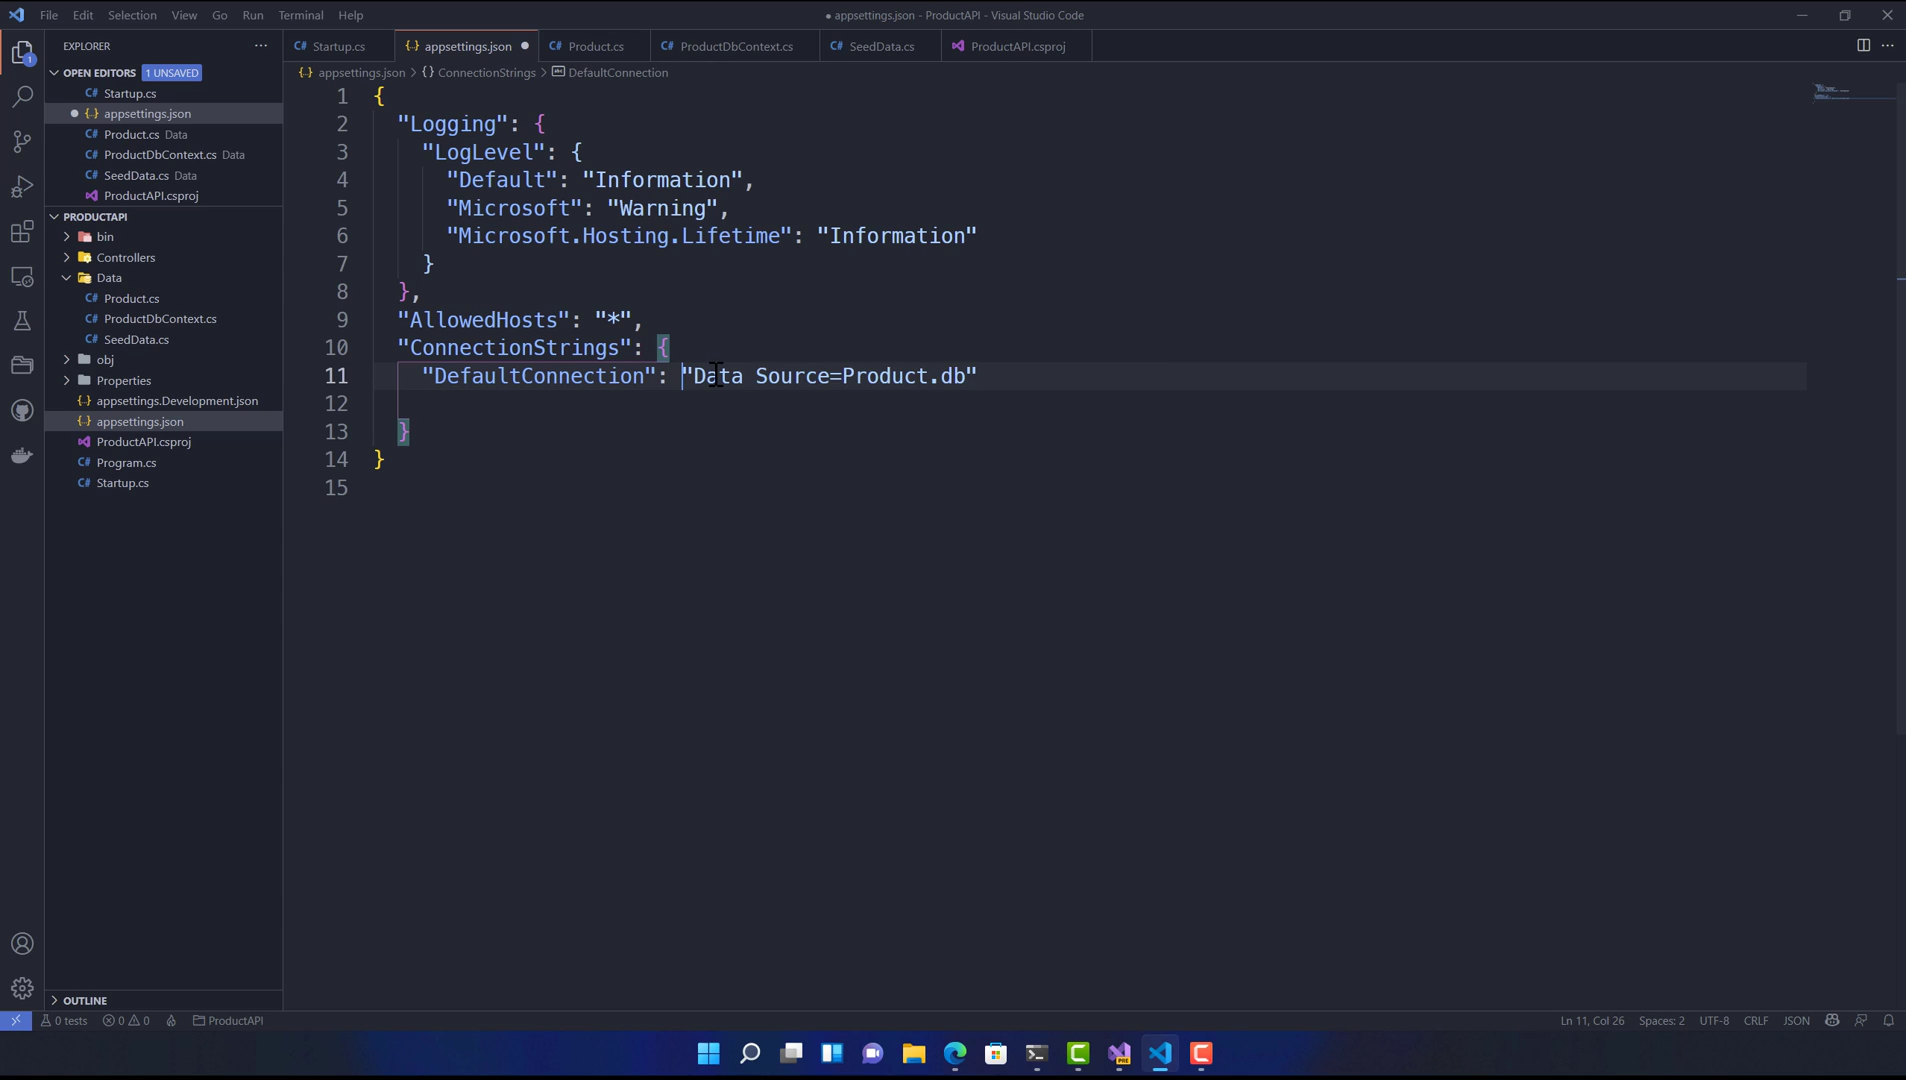 File Edit Selection View Go Run Terminal Help
● appsettings.json - ProductAPI - Visual Studio Code
EXPLORER
OPEN EDITORS 1 UNSAVED
Startup.cs
appsettings.json
Product.cs Data
ProductDbContext.cs Data
SeedData.cs Data
ProductAPI.csproj
PRODUCTAPI
bin
Controllers
Data
Product.cs
ProductDbContext.cs
SeedData.cs
obj
Properties
appsettings.Development.json
appsettings.json
ProductAPI.csproj
Program.cs
Startup.cs
OUTLINE
Startup.cs appsettings.json Product.cs ProductDbContext.cs SeedData.cs ProductAPI.csproj
appsettings.json > {} ConnectionStrings > DefaultConnection
1 {
2 "Logging": {
3 "LogLevel": {
4 "Default": "Information",
5 "Microsoft": "Warning",
6 "Microsoft.Hosting.Lifetime": "Information"
7 }
8 },
9 "AllowedHosts": "*",
10 "ConnectionStrings": {
11 "DefaultConnection": "Data Source=Product.db"
12
13 }
14 }
15
0 tests 0 0 ProductAPI
Ln 11, Col 26 Spaces: 2 UTF-8 CRLF JSON